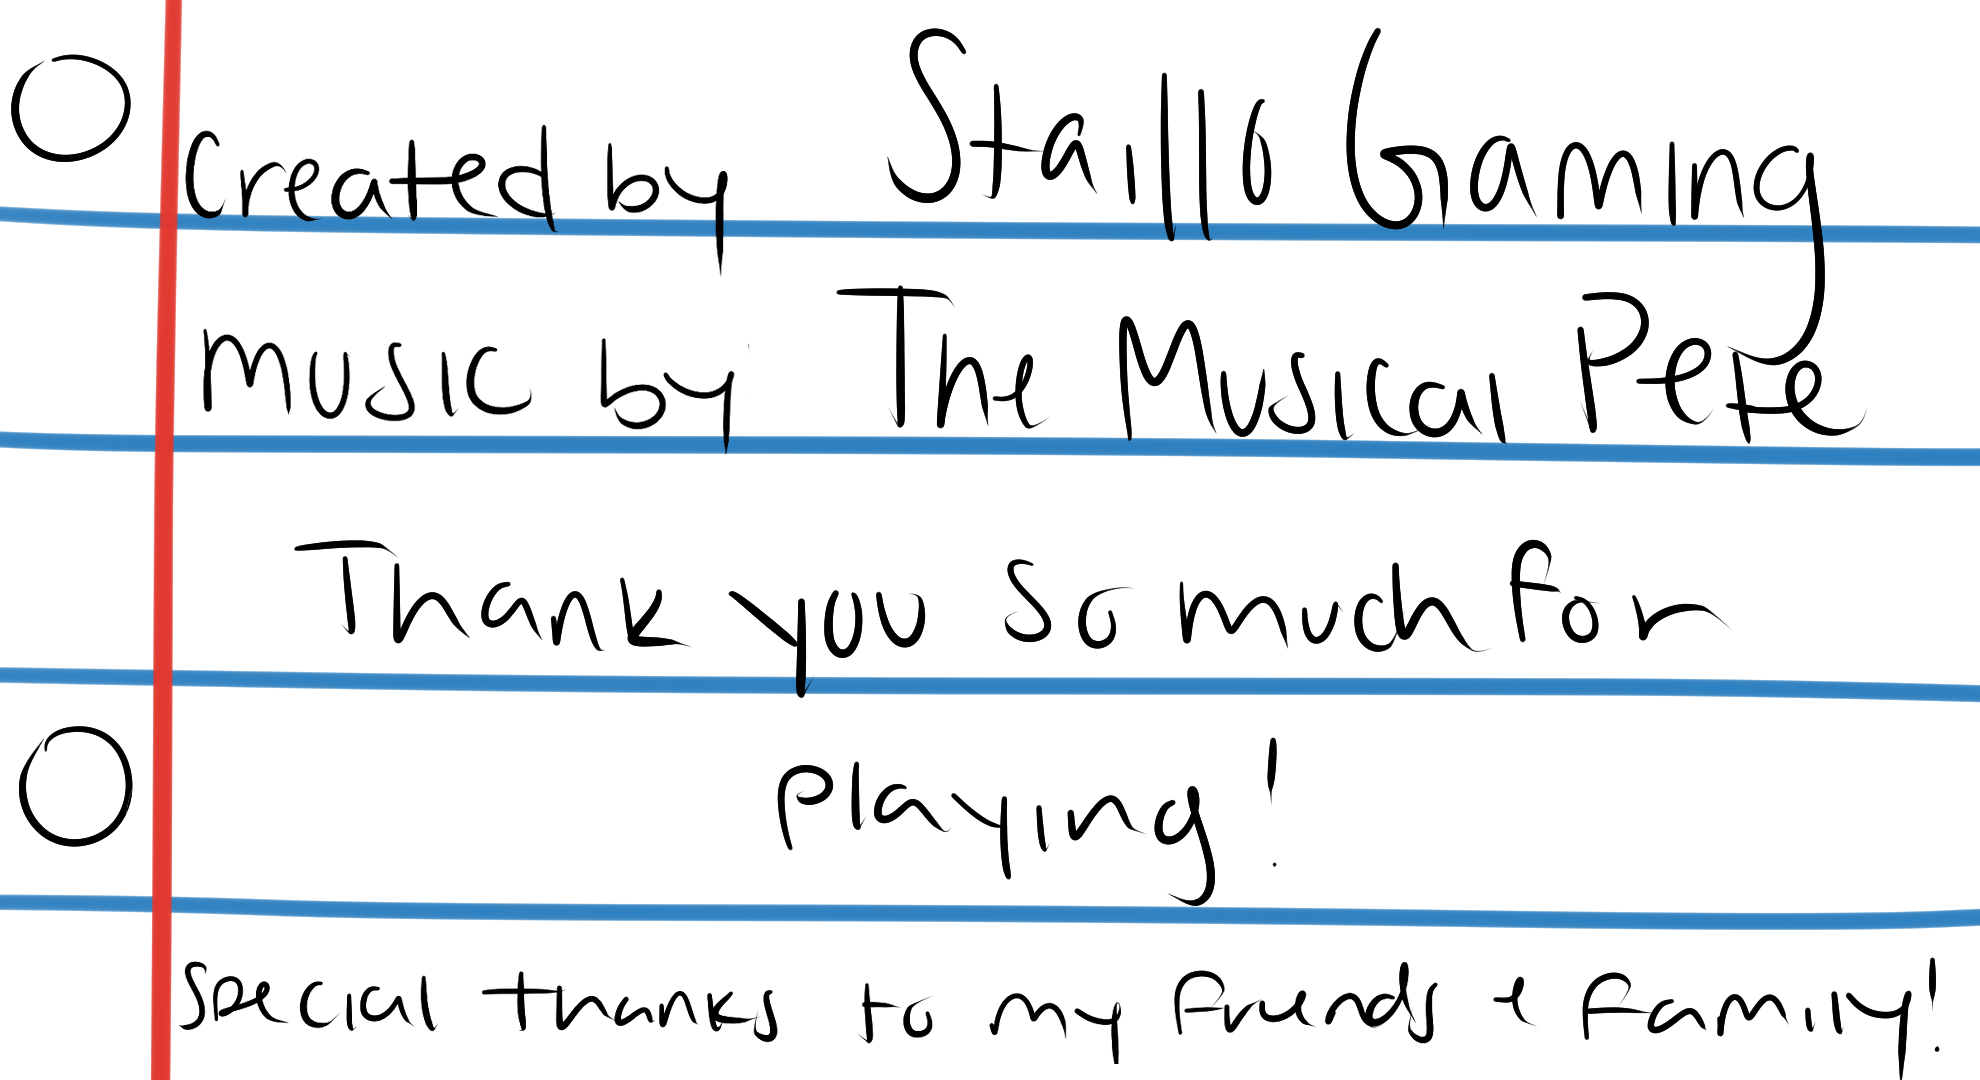 Created by Staillo Gaming
Music by The Musical Pete
Thank you so much for
playing!
Special thanks to my friends & family!